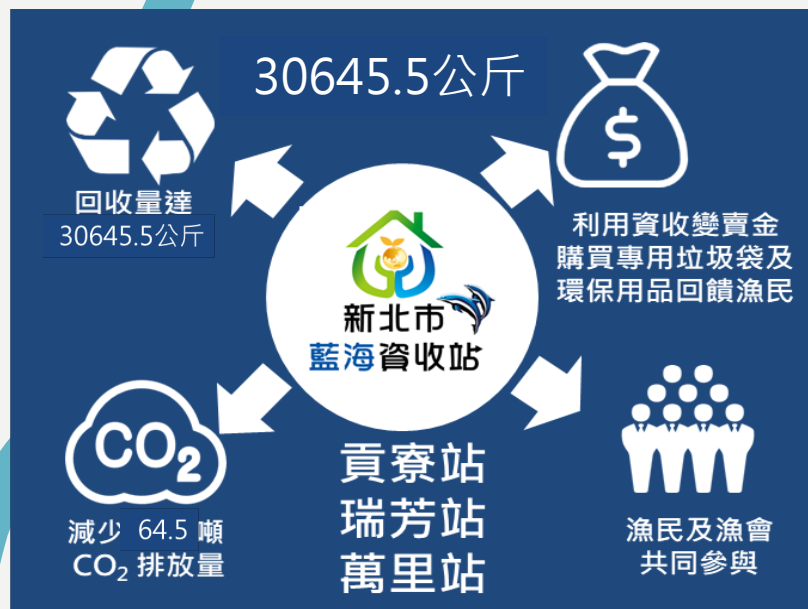 30645.5公斤
回收量達
30645.5公斤
$
利用資收變賣金
購買專用垃圾袋及
環保用品回饋漁民
新北市
藍海資收站
CO₂
減少 64.5 噸
CO₂ 排放量
貢寮站
瑞芳站
萬里站
漁民及漁會
共同參與